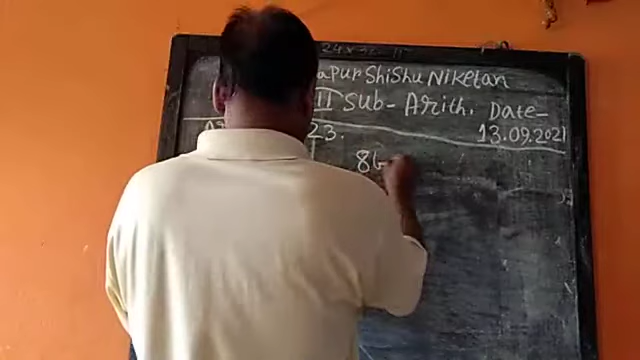 apur Shishu Niketan
II Sub- Arith. Date-
23. 13.09.2021
86